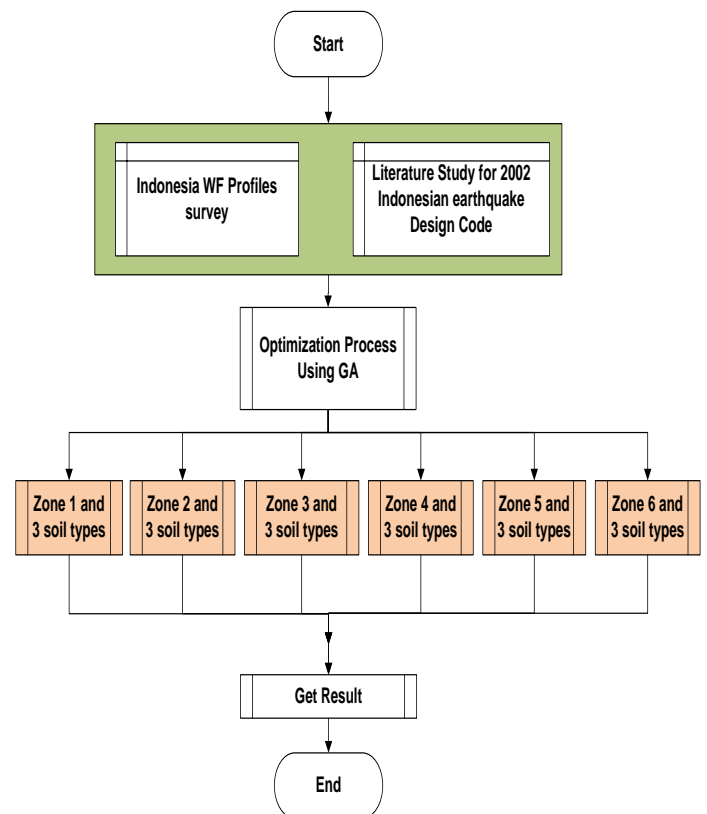 Start
Indonesia WF Profiles
survey
Literature Study for 2002
Indonesian earthquake
Design Code
Optimization Process
Using GA
Zone 1 and
3 soil types
Zone 2 and
3 soil types
Zone 3 and
3 soil types
Zone 4 and
3 soil types
Zone 5 and
3 soil types
Zone 6 and
3 soil types
Get Result
End